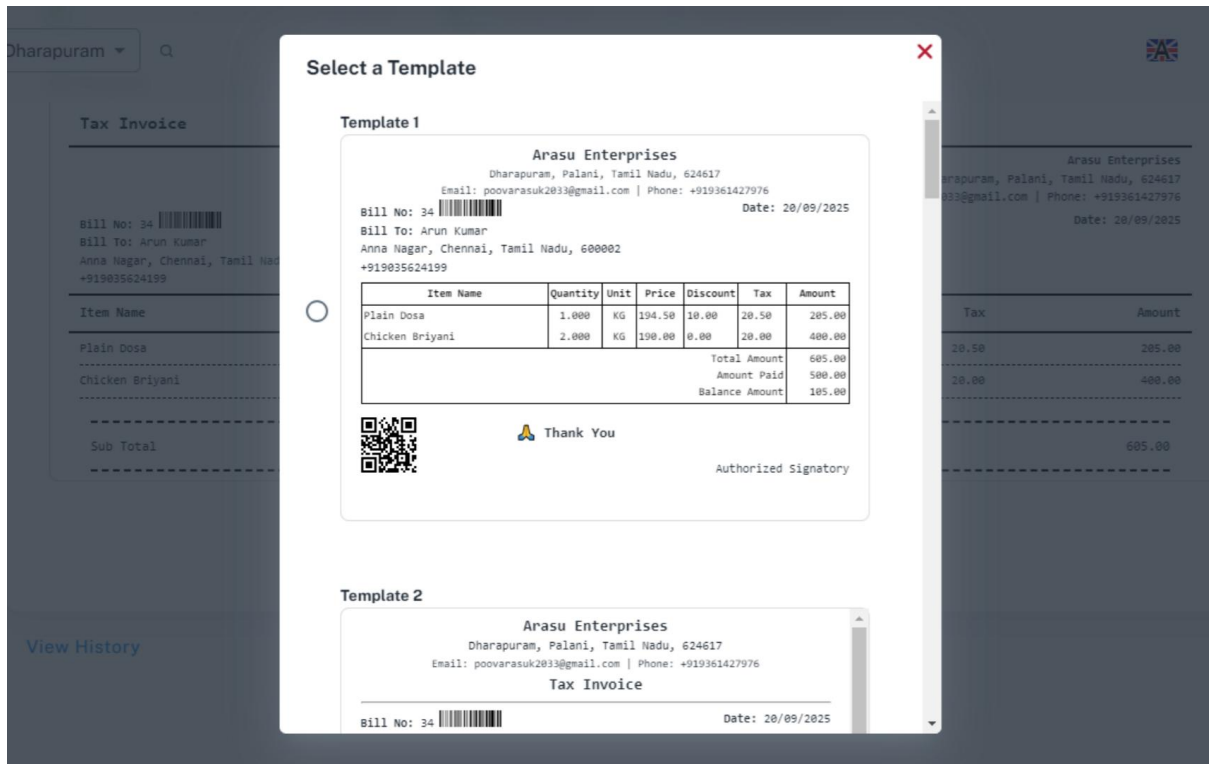 Dharapuram
Select a Template
Tax Invoice
Bill No: 34
Bill To: Arun Kumar
Anna Nagar, Chennai, Tamil Nad
+919035624199
Item Name
Plain Dosa
Chicken Briyani
Sub Total
View History
Template 1
Arasu Enterprises
Dharapuram, Palani, Tamil Nadu, 624617
Email: poovarasuk2033@gmail.com | Phone: +919361427976
Bill No: 34 Date: 20/09/2025
Bill To: Arun Kumar
Anna Nagar, Chennai, Tamil Nadu, 600002
+919035624199
Item Name Quantity Unit Price Discount Tax Amount
Plain Dosa 1.000 KG 194.50 10.00 20.50 205.00
Chicken Briyani 2.000 KG 190.00 0.00 20.00 400.00
Total Amount 605.00
Amount Paid 500.00
Balance Amount 105.00
🙏 Thank You
Authorized Signatory
Template 2
Arasu Enterprises
Dharapuram, Palani, Tamil Nadu, 624617
Email: poovarasuk2033@gmail.com | Phone: +919361427976
Tax Invoice
Bill No: 34 Date: 20/09/2025
Arasu Enterprises
arapuram, Palani, Tamil Nadu, 624617
033@gmail.com | Phone: +919361427976
Date: 20/09/2025
Tax Amount
20.50 205.00
20.00 400.00
605.00